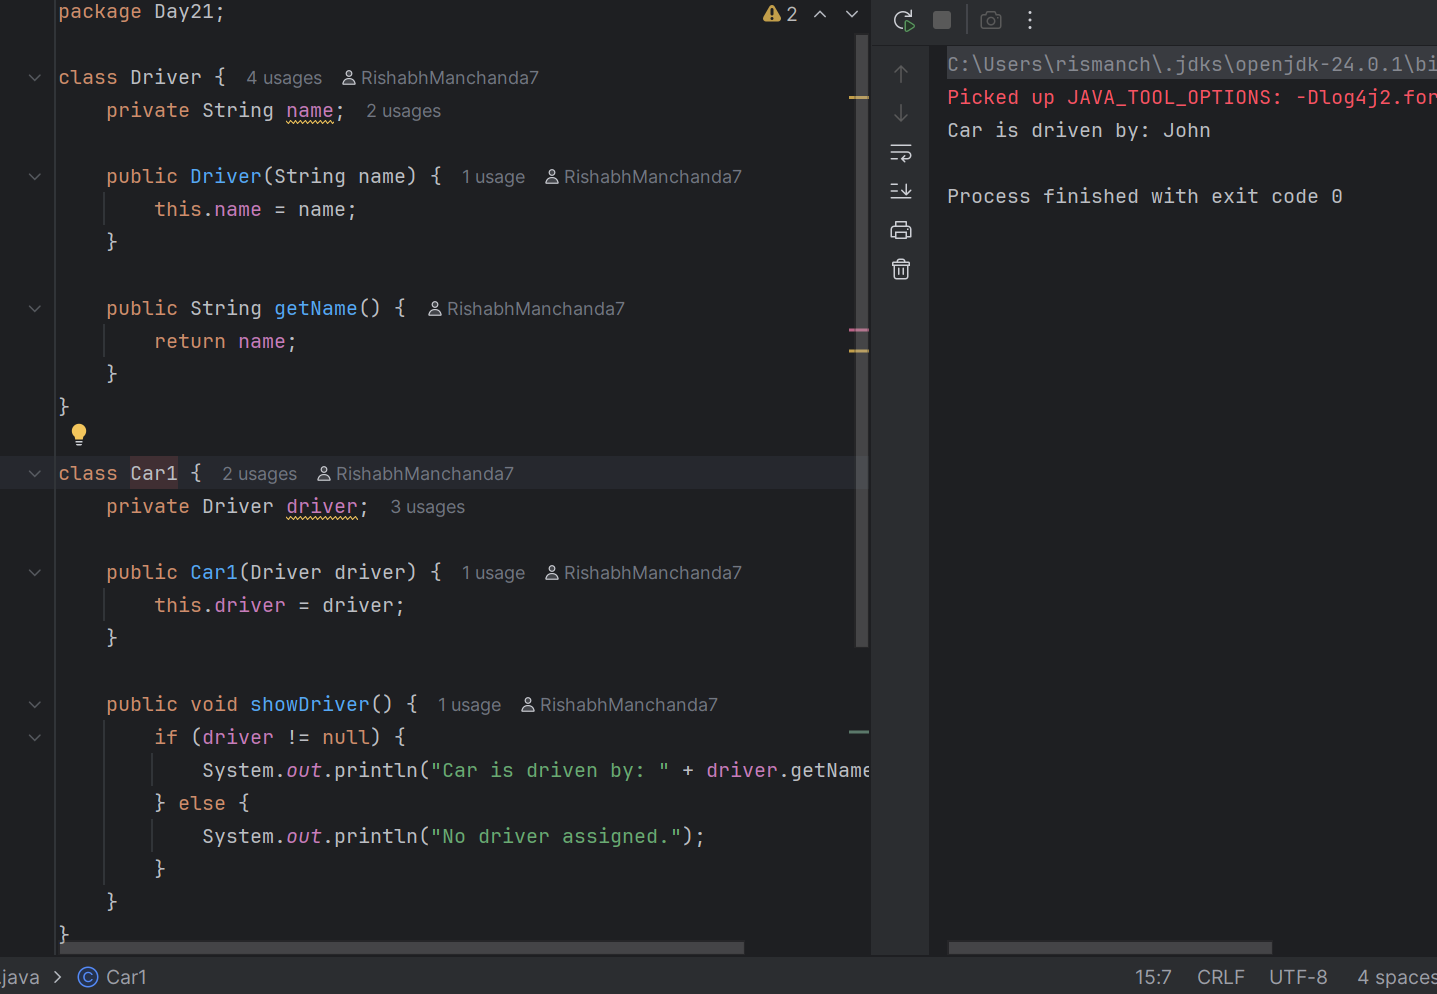 package Day21;
2
class Driver { 4 usages RishabhManchanda7
private String name; 2 usages
public Driver(String name) { 1 usage RishabhManchanda7
this.name = name;
}
public String getName() { RishabhManchanda7
return name;
}
}
class Car1 { 2 usages RishabhManchanda7
private Driver driver; 3 usages
public Car1(Driver driver) { 1 usage RishabhManchanda7
this.driver = driver;
}
public void showDriver() { 1 usage RishabhManchanda7
if (driver != null) {
System.out.println("Car is driven by: " + driver.getName
} else {
System.out.println("No driver assigned.");
}
}
}
C:\Users\rismanch\.jdks\openjdk-24.0.1\bi
Picked up JAVA_TOOL_OPTIONS: -Dlog4j2.for
Car is driven by: John
Process finished with exit code 0
.java > Car1
15:7 CRLF UTF-8 4 spaces